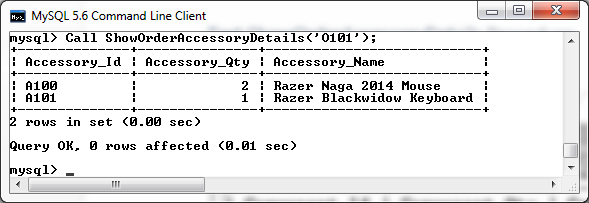 MySQL 5.6 Command Line Client
mysql> Call ShowOrderAccessoryDetails('O101');
+--------------+---------------+---------------------------+
| Accessory_Id | Accessory_Qty | Accessory_Name            |
+--------------+---------------+---------------------------+
| A100         |             2 | Razer Naga 2014 Mouse     |
| A101         |             1 | Razer Blackwidow Keyboard |
+--------------+---------------+---------------------------+
2 rows in set (0.00 sec)
Query OK, 0 rows affected (0.01 sec)
mysql> _